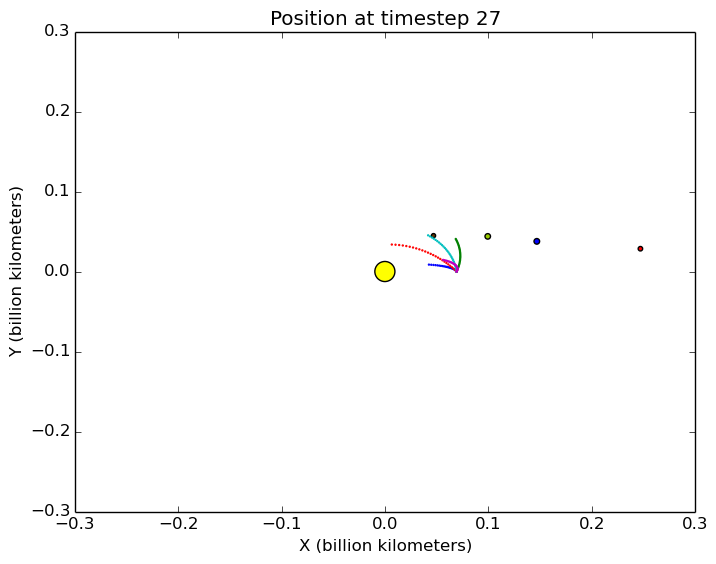 Position at timestep 27
0.3
0.2
0.1
0.0
−0.1
−0.2
−0.3
Y (billion kilometers)
−0.3 −0.2 −0.1 0.0 0.1 0.2 0.3
X (billion kilometers)